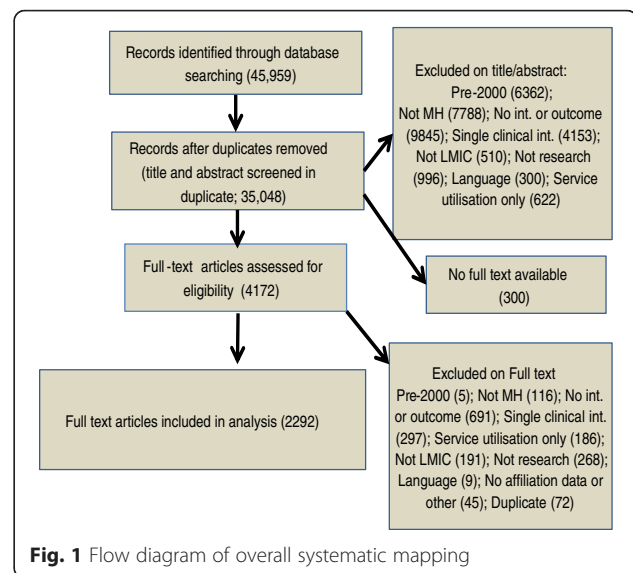 Records identified through database
searching (45,959)
Records after duplicates removed
(title and abstract screened in
duplicate; 35,048)
Excluded on title/abstract:
Pre-2000 (6362);
Not MH (7788); No int. or outcome
(9845); Single clinical int. (4153);
Not LMIC (510); Not research
(996); Language (300); Service
utilisation only (622)
Full-text articles assessed for
eligibility (4172)
No full text available
(300)
Full text articles included in analysis (2292)
Excluded on Full text
Pre-2000 (5); Not MH (116); No int.
or outcome (691); Single clinical int.
(297); Service utilisation only (186);
Not LMIC (191); Not research (268);
Language (9); No affiliation data or
other (45); Duplicate (72)
Fig. 1 Flow diagram of overall systematic mapping